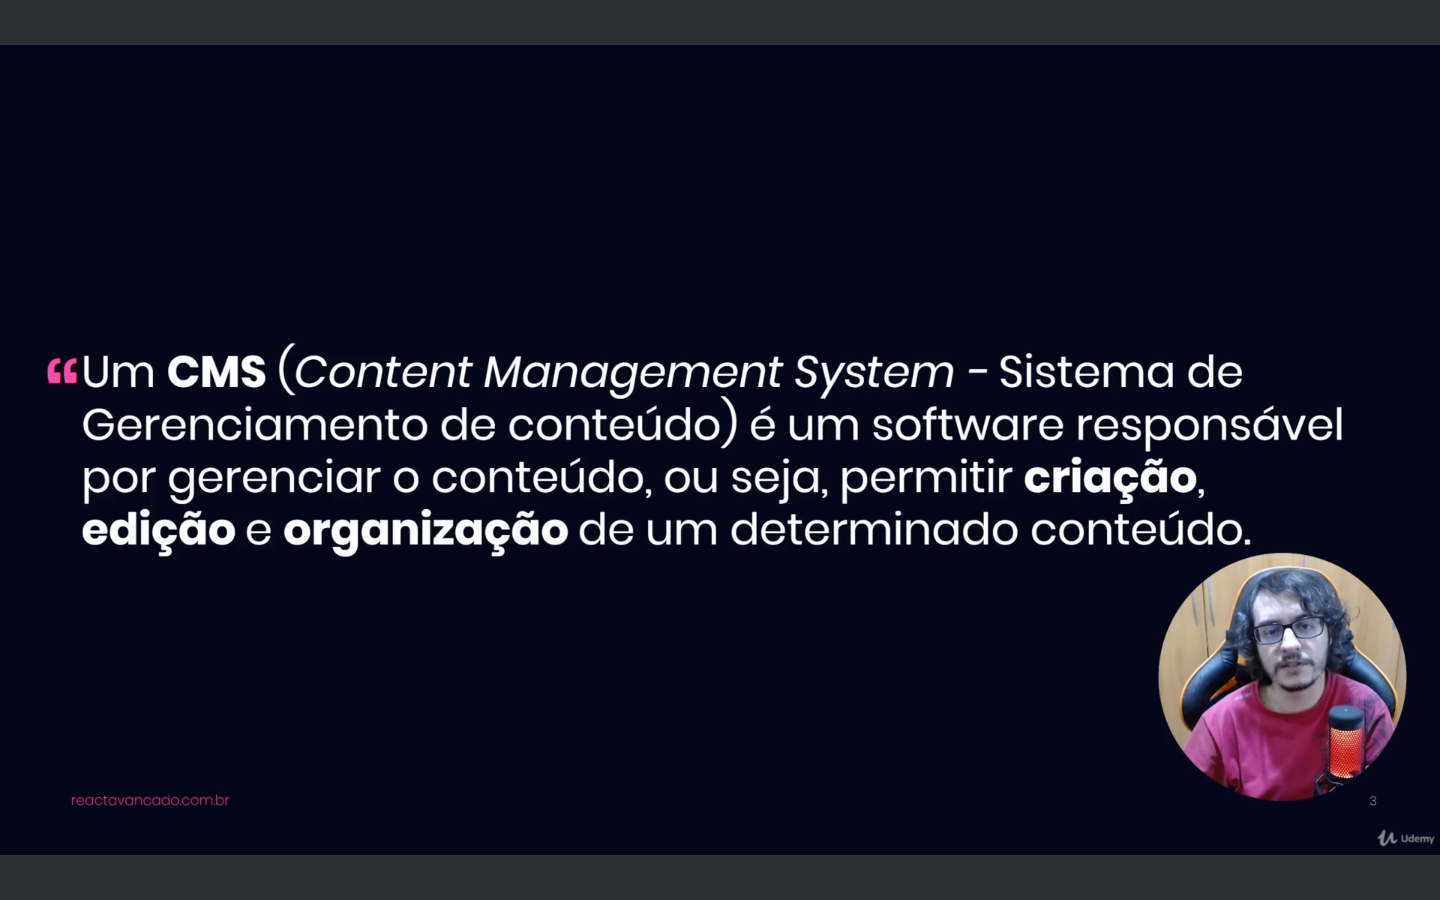 “Um CMS (Content Management System - Sistema de
Gerenciamento de conteúdo) é um software responsável
por gerenciar o conteúdo, ou seja, permitir criação,
edição e organização de um determinado conteúdo.
reactavancado.com.br
3
Udemy